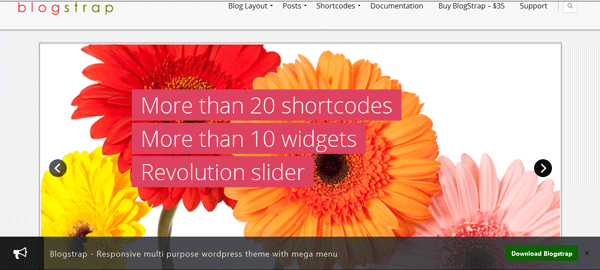 blogstrap
Blog Layout Posts Shortcodes Documentation Buy BlogStrap – $35 Support
More than 20 shortcodes
More than 10 widgets
Revolution slider
Blogstrap - Responsive multi purpose wordpress theme with mega menu Download Blogstrap